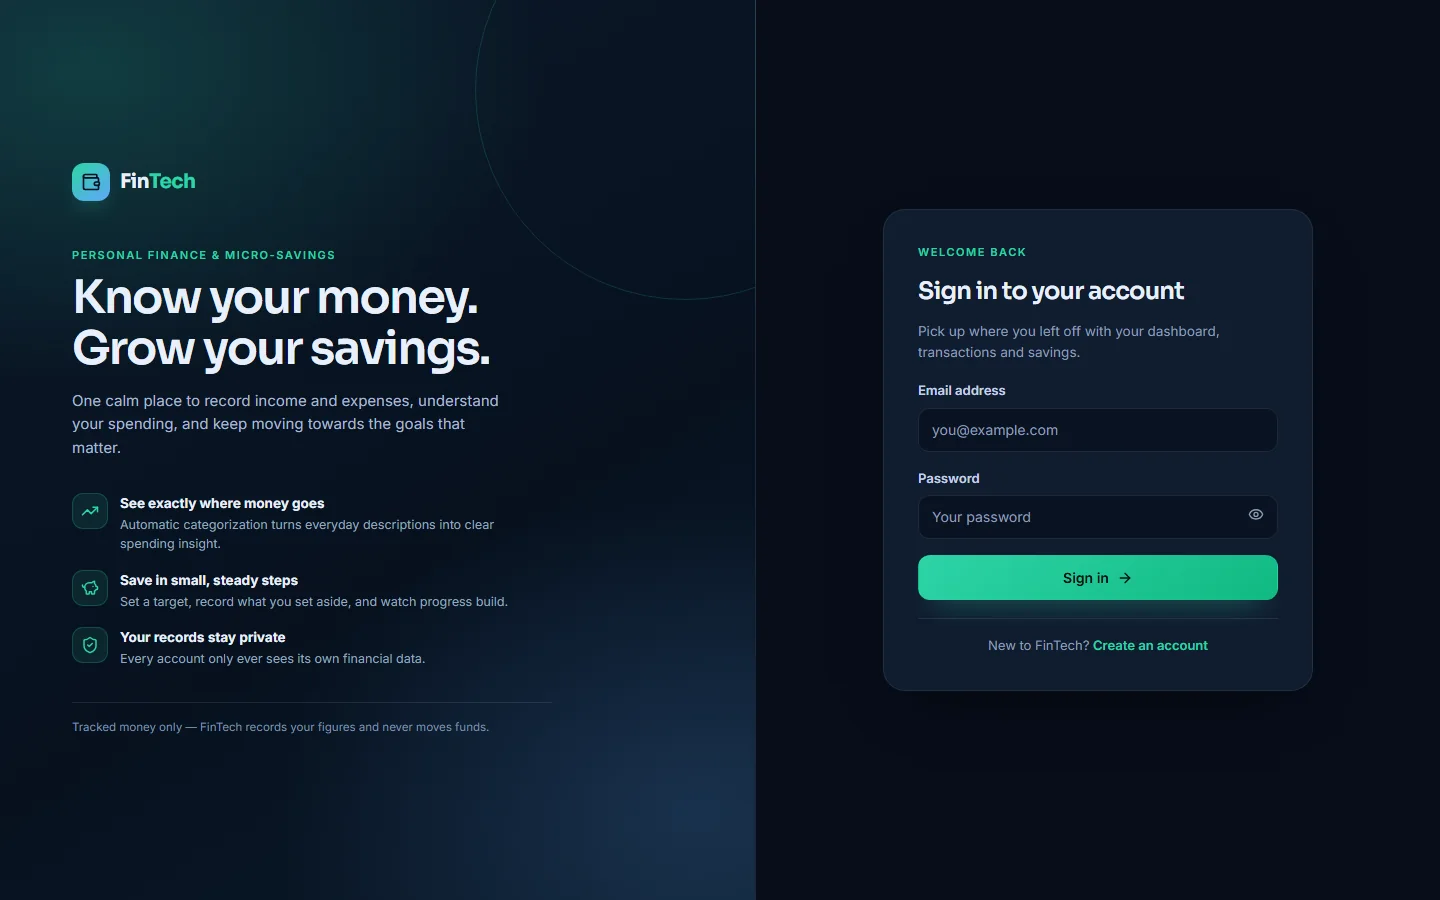 FinTech
PERSONAL FINANCE & MICRO-SAVINGS
Know your money.
Grow your savings.
One calm place to record income and expenses, understand
your spending, and keep moving towards the goals that
matter.
See exactly where money goes
Automatic categorization turns everyday descriptions into clear
spending insight.
Save in small, steady steps
Set a target, record what you set aside, and watch progress build.
Your records stay private
Every account only ever sees its own financial data.
Tracked money only — FinTech records your figures and never moves funds.
WELCOME BACK
Sign in to your account
Pick up where you left off with your dashboard,
transactions and savings.
Email address
you@example.com
Password
Your password
Sign in
New to FinTech? Create an account